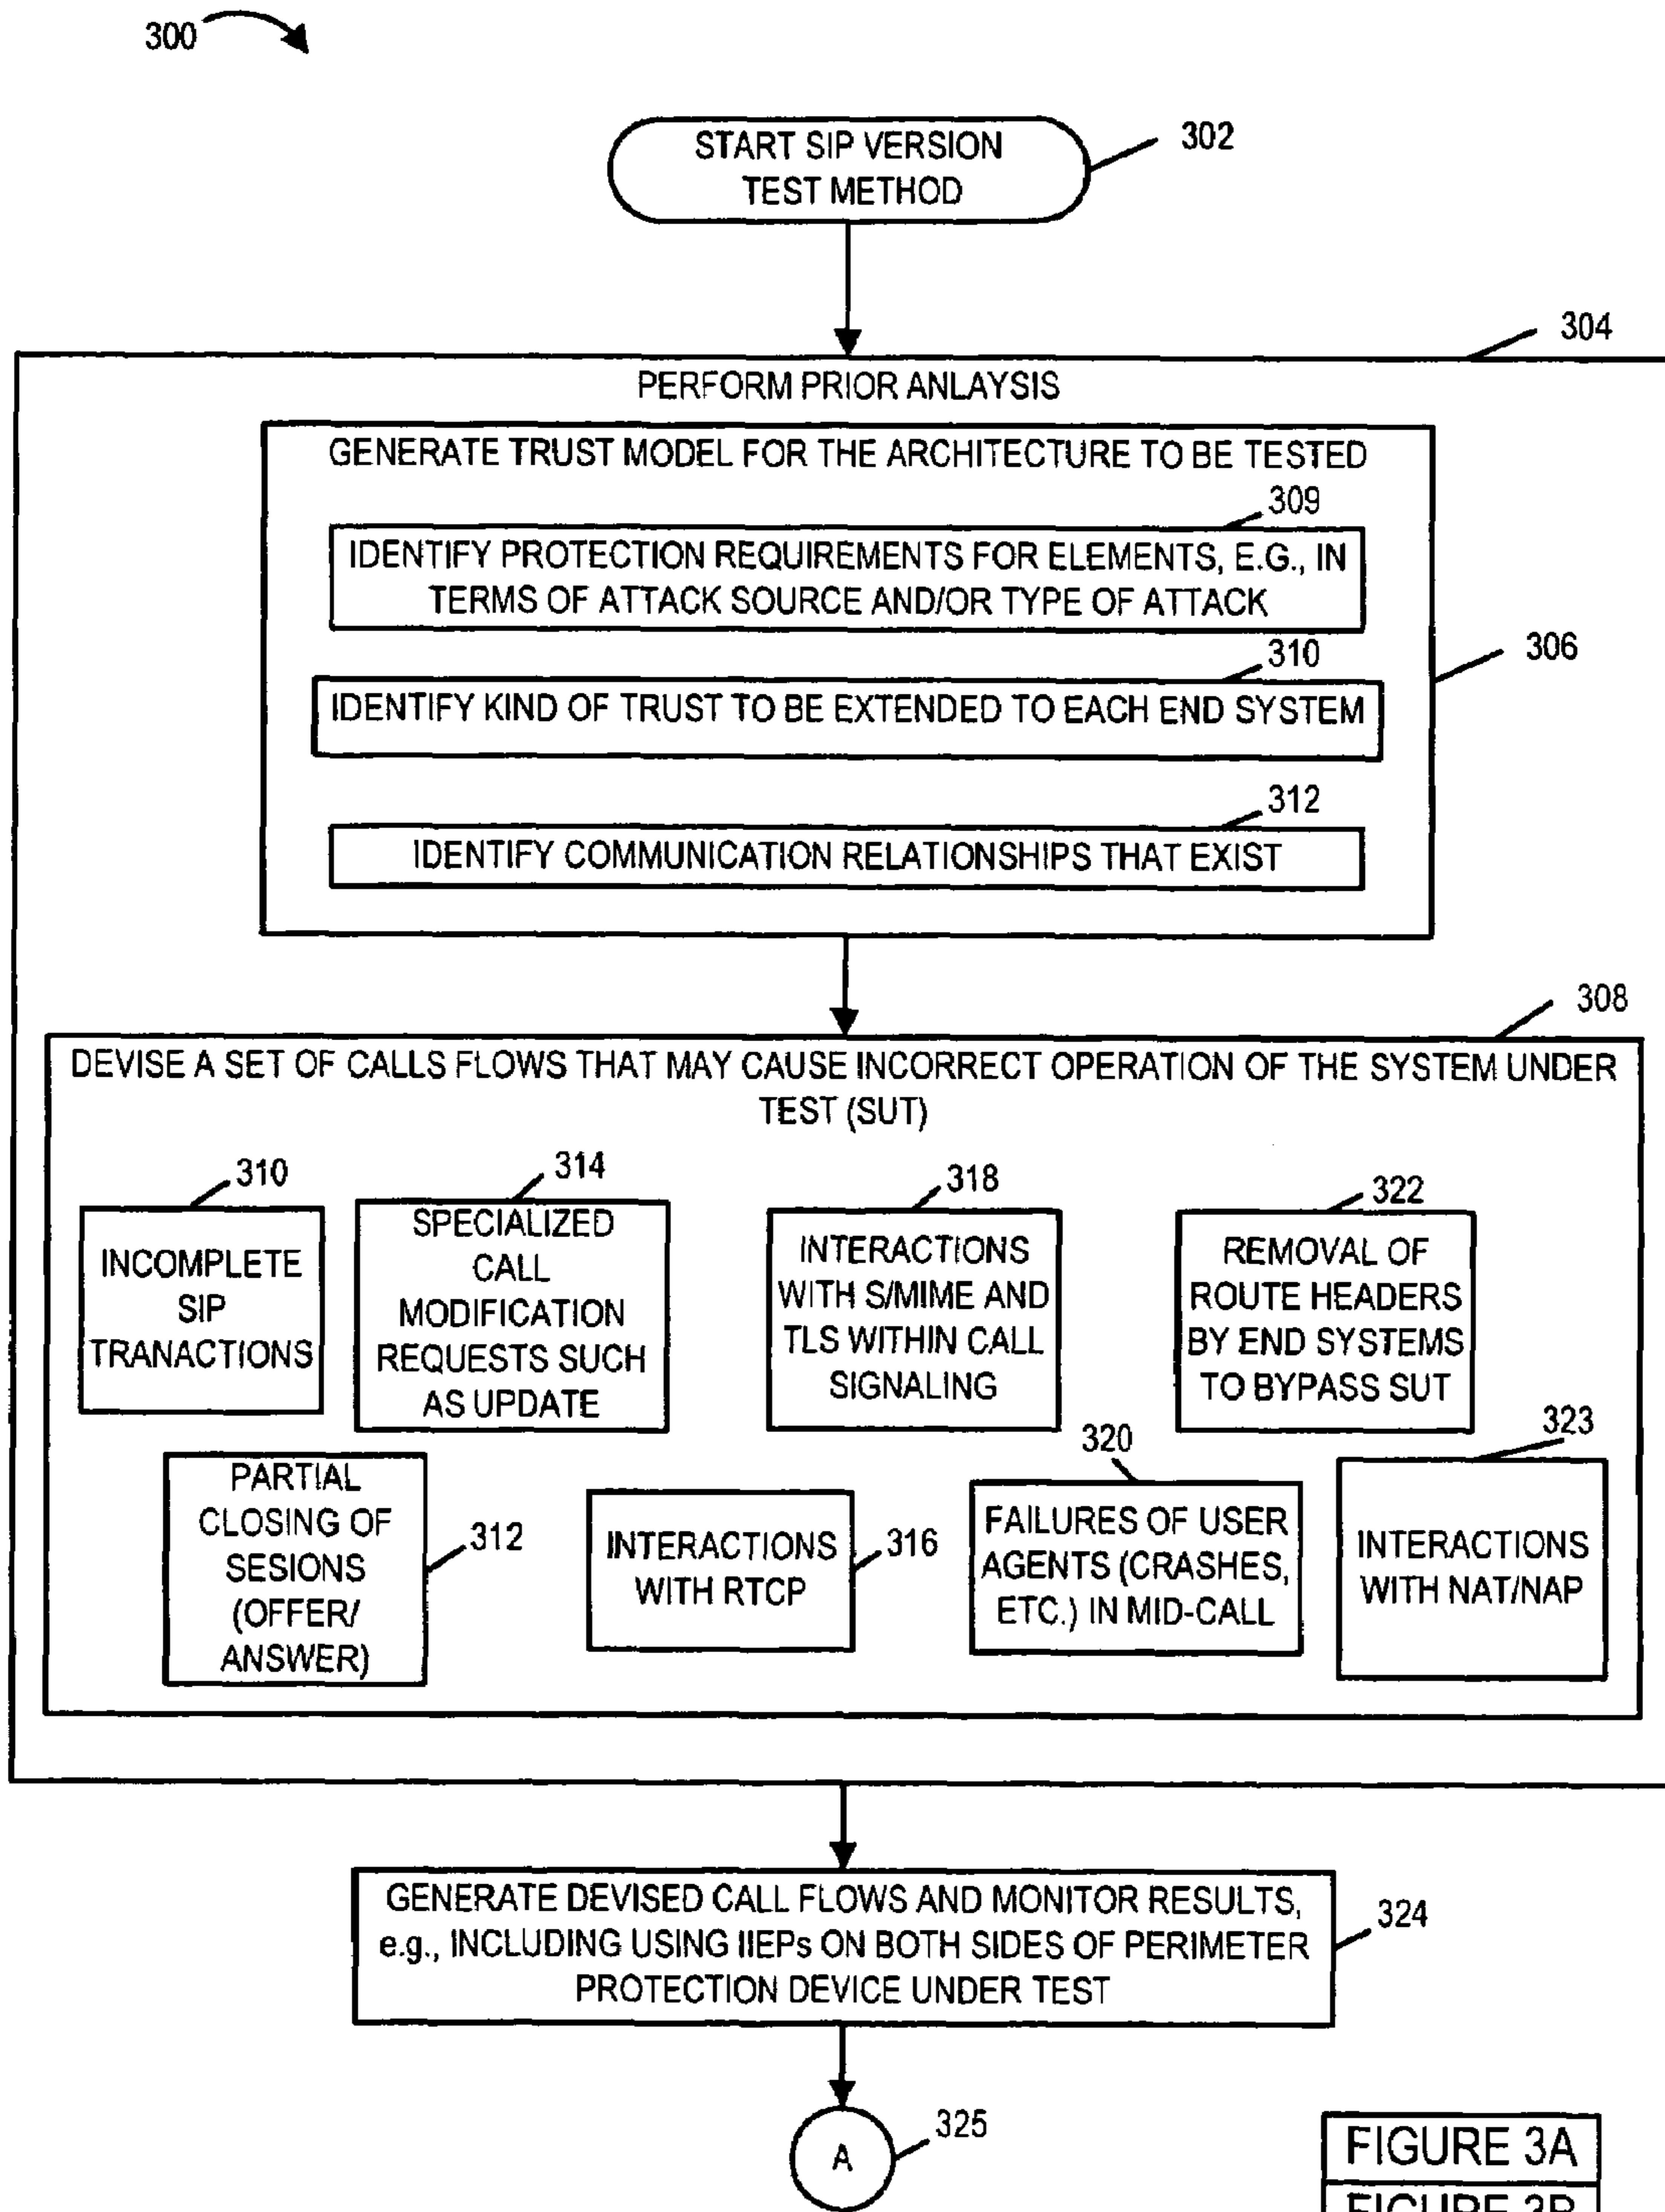 300
START SIP VERSION
TEST METHOD
302
304
PERFORM PRIOR ANLAYSIS
GENERATE TRUST MODEL FOR THE ARCHITECTURE TO BE TESTED
309
IDENTIFY PROTECTION REQUIREMENTS FOR ELEMENTS, E.G., IN
TERMS OF ATTACK SOURCE AND/OR TYPE OF ATTACK
306
310
IDENTIFY KIND OF TRUST TO BE EXTENDED TO EACH END SYSTEM
312
IDENTIFY COMMUNICATION RELATIONSHIPS THAT EXIST
308
DEVISE A SET OF CALLS FLOWS THAT MAY CAUSE INCORRECT OPERATION OF THE SYSTEM UNDER
TEST (SUT)
310
INCOMPLETE
SIP
TRANACTIONS
314
SPECIALIZED
CALL
MODIFICATION
REQUESTS SUCH
AS UPDATE
318
INTERACTIONS
WITH S/MIME AND
TLS WITHIN CALL
SIGNALING
322
REMOVAL OF
ROUTE HEADERS
BY END SYSTEMS
TO BYPASS SUT
PARTIAL
CLOSING OF
SESIONS
(OFFER/
ANSWER)
312
INTERACTIONS
WITH RTCP
316
320
FAILURES OF USER
AGENTS (CRASHES,
ETC.) IN MID-CALL
323
INTERACTIONS
WITH NAT/NAP
GENERATE DEVISED CALL FLOWS AND MONITOR RESULTS,
e.g., INCLUDING USING IIEPs ON BOTH SIDES OF PERIMETER
PROTECTION DEVICE UNDER TEST
324
A
325
FIGURE 3A
FIGURE 3B